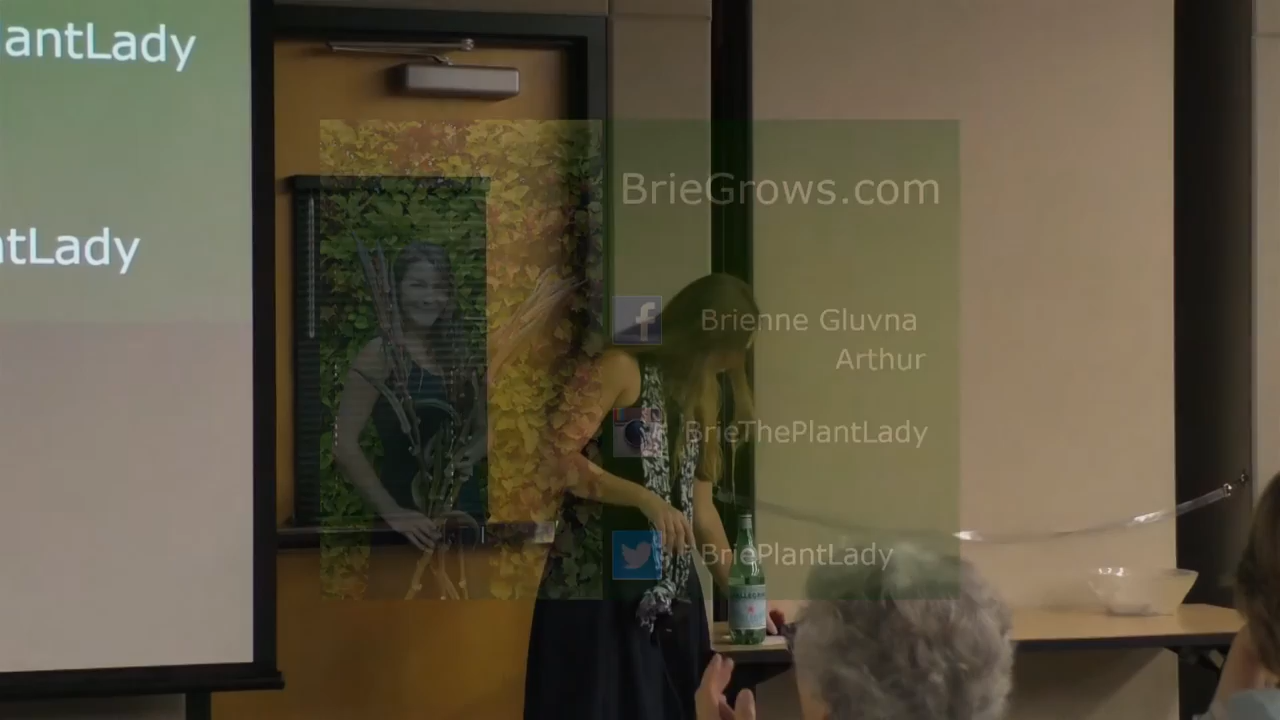 antLady
ntLady
BrieGrows.com
f
Brienne Gluvna
Arthur
BrieThePlantLady
BriePlantLady